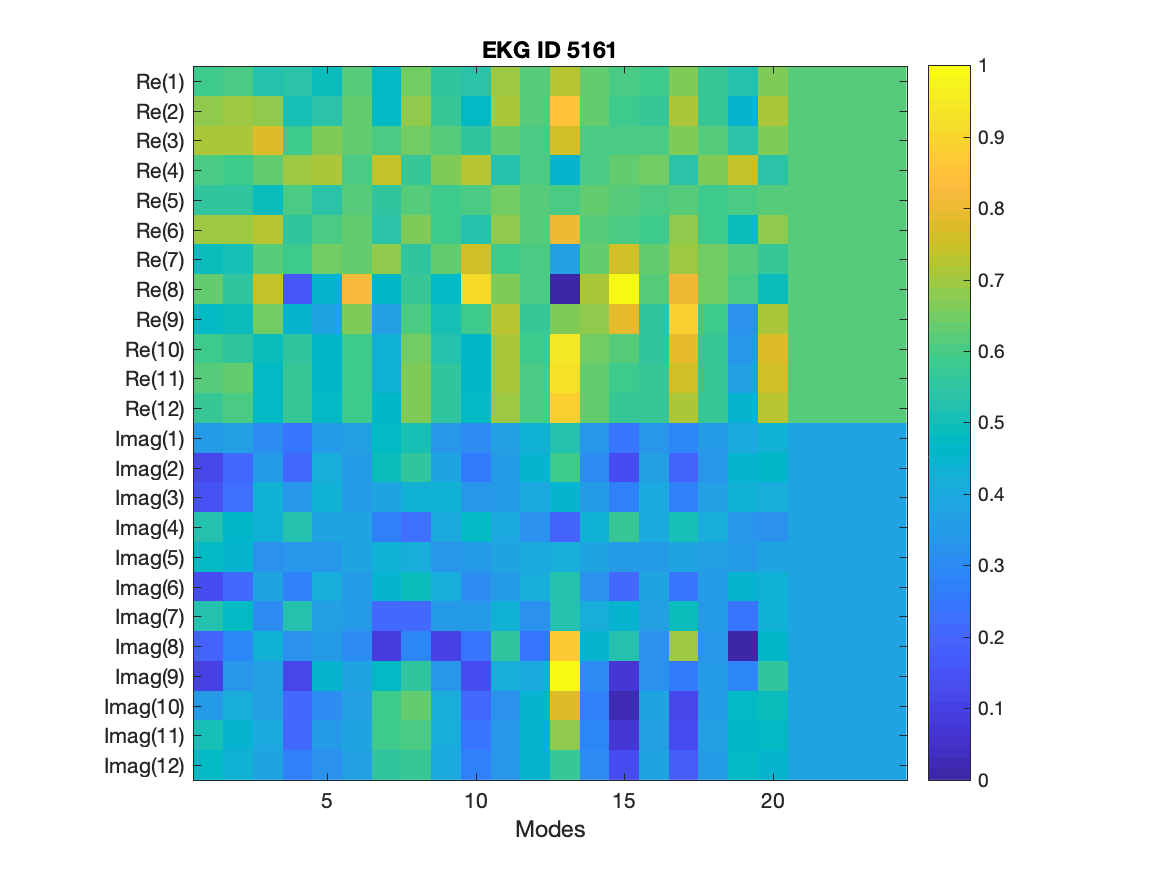 EKG ID 5161
Re(1)
Re(2)
Re(3)
Re(4)
Re(5)
Re(6)
Re(7)
Re(8)
Re(9)
Re(10)
Re(11)
Re(12)
Imag(1)
Imag(2)
Imag(3)
Imag(4)
Imag(5)
Imag(6)
Imag(7)
Imag(8)
Imag(9)
Imag(10)
Imag(11)
Imag(12)
5 10 15 20
Modes
1
0.9
0.8
0.7
0.6
0.5
0.4
0.3
0.2
0.1
0